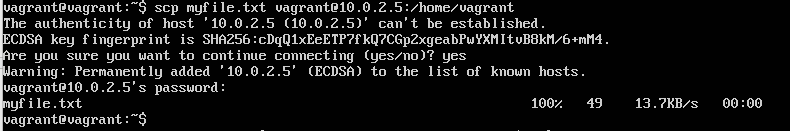 vagrant@vagrant:~$ scp myfile.txt vagrant@10.0.2.5:/home/vagrant
The authenticity of host '10.0.2.5 (10.0.2.5)' can't be established.
ECDSA key fingerprint is SHA256:cDqQ1xEeETP7fkQ7CGp2xgeabPwYXMItvB8kM/6+mM4.
Are you sure you want to continue connecting (yes/no)? yes
Warning: Permanently added '10.0.2.5' (ECDSA) to the list of known hosts.
vagrant@10.0.2.5's password:
myfile.txt 100% 49 13.7KB/s 00:00
vagrant@vagrant:~$